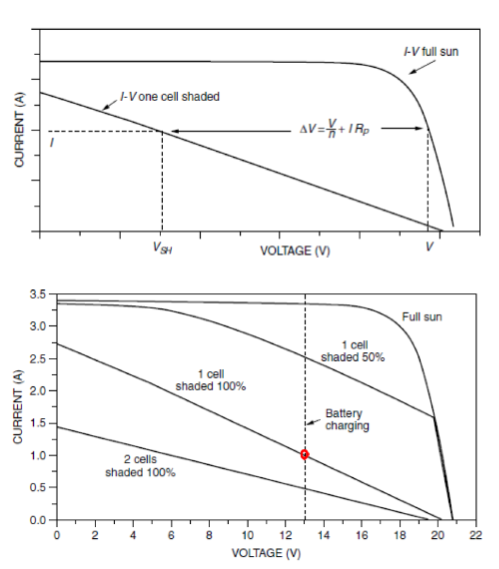 I-V full sun
I-V one cell shaded
ΔV = V/n + I Rp
I
CURRENT (A)
VSH
VOLTAGE (V)
V
3.5
3.0
2.5
2.0
1.5
1.0
0.5
0.0
CURRENT (A)
Full sun
1 cell
shaded 50%
1 cell
shaded 100%
Battery
charging
2 cells
shaded 100%
0 2 4 6 8 10 12 14 16 18 20 22
VOLTAGE (V)